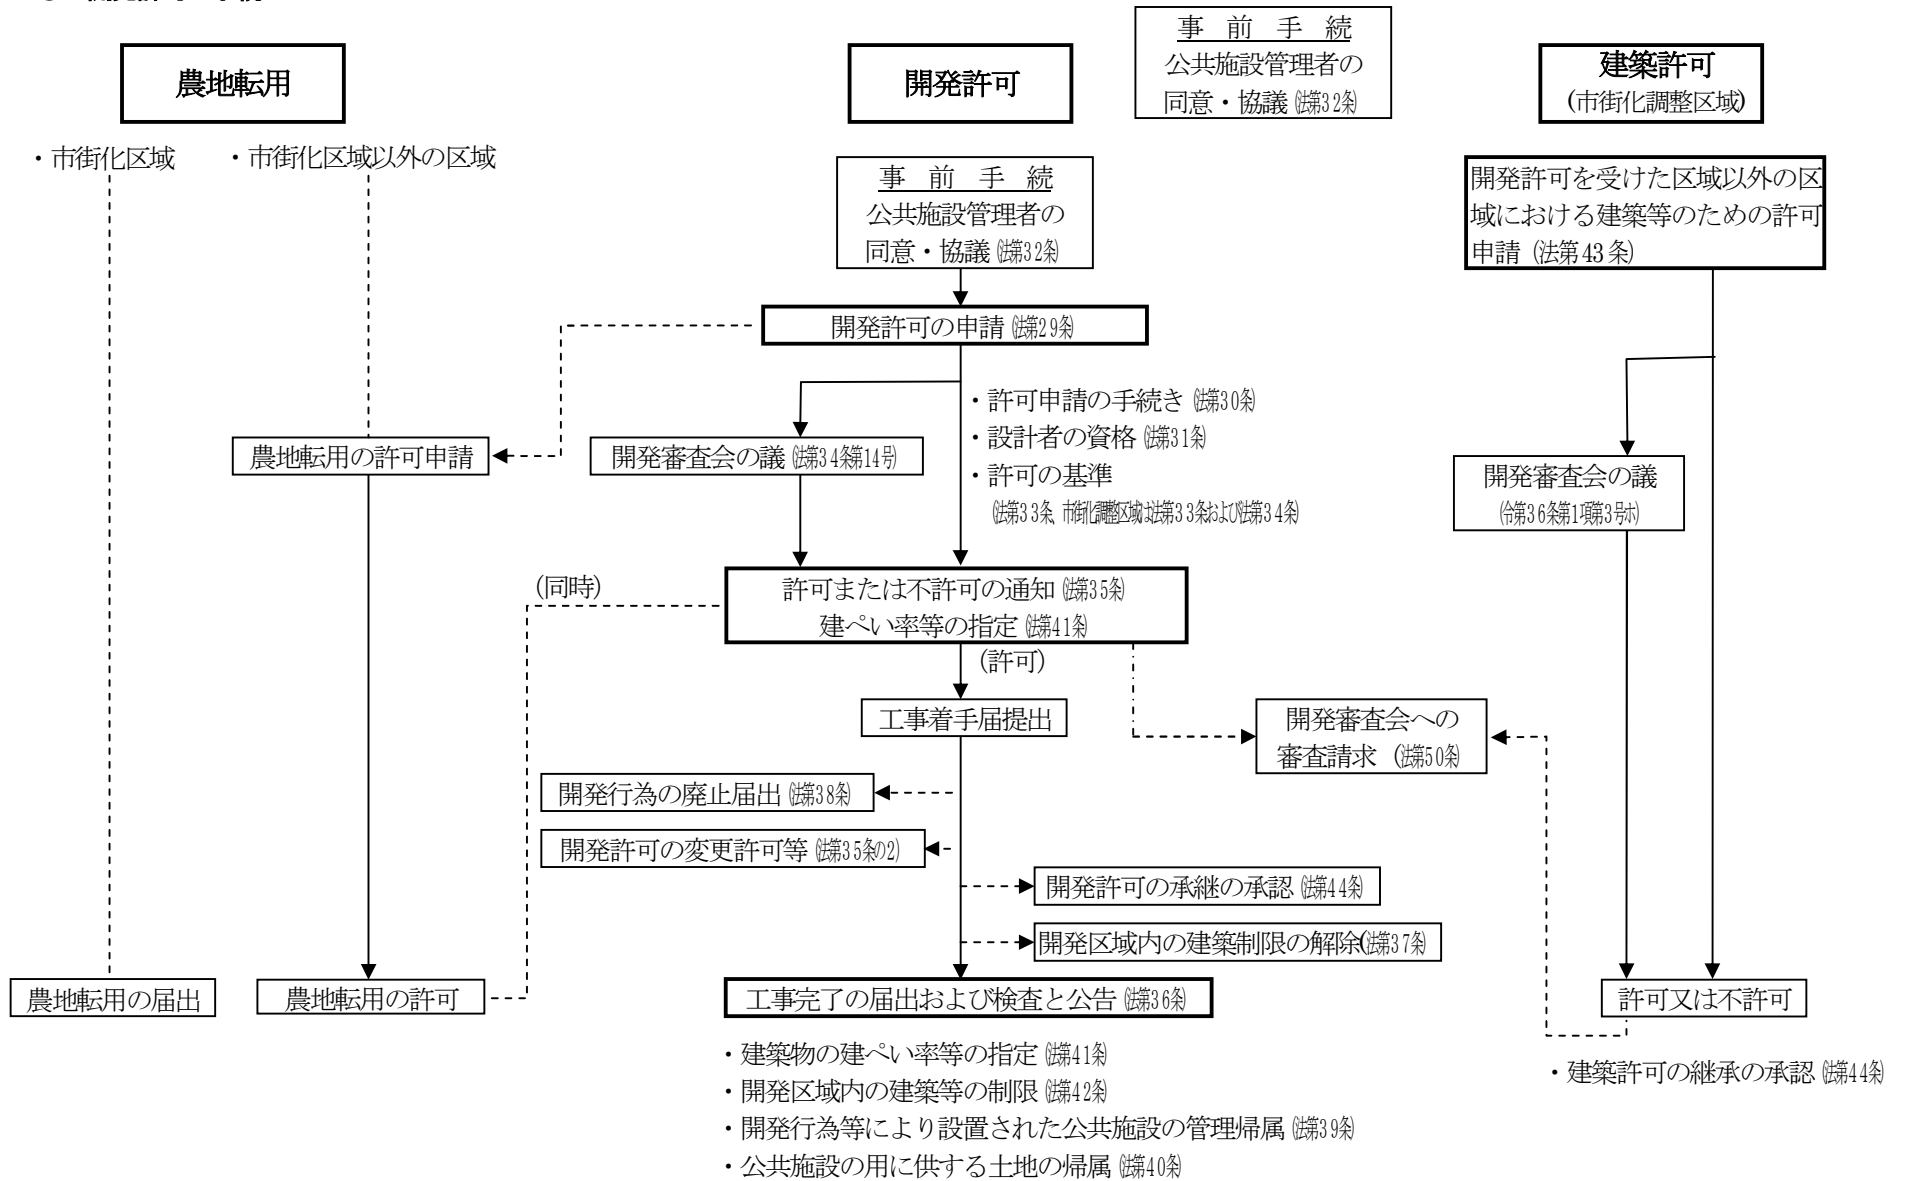 農地転用
開発許可
事 前 手 続
公共施設管理者の
同意・協議 (法第32条)
建築許可
(市街化調整区域)
・市街化区域
・市街化区域以外の区域
事 前 手 続
公共施設管理者の
同意・協議 (法第32条)
開発許可を受けた区域以外の区
域における建築等のための許可
申請 (法第43条)
開発許可の申請 (法第29条)
・許可申請の手続き (法第30条)
・設計者の資格 (法第31条)
・許可の基準
(法第33条、市街化調整区域は法第33条および法第34条)
農地転用の許可申請
開発審査会の議 (法第34条第14号)
開発審査会の議
(令第36条第1項第3号ホ)
(同時)
許可または不許可の通知 (法第35条)
建ぺい率等の指定 (法第41条)
(許可)
工事着手届提出
開発審査会への
審査請求 (法第50条)
開発行為の廃止届出 (法第38条)
開発許可の変更許可等 (法第35条の2)
開発許可の承継の承認 (法第44条)
開発区域内の建築制限の解除(法第37条)
農地転用の届出
農地転用の許可
工事完了の届出および検査と公告 (法第36条)
許可又は不許可
・建築物の建ぺい率等の指定 (法第41条)
・開発区域内の建築等の制限 (法第42条)
・開発行為等により設置された公共施設の管理帰属 (法第39条)
・公共施設の用に供する土地の帰属 (法第40条)
・建築許可の継承の承認 (法第44条)